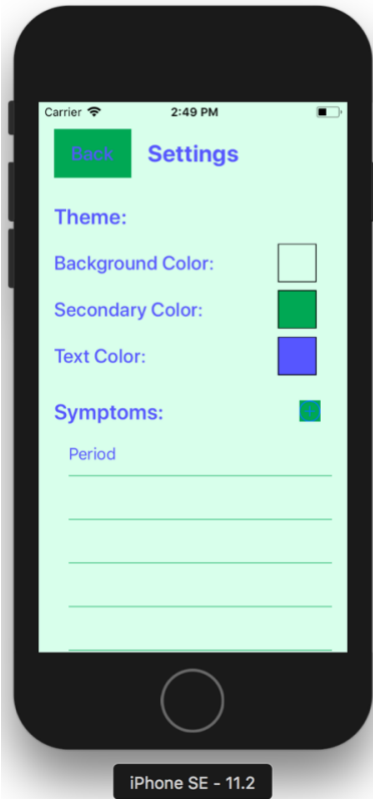 Carrier 2:49 PM
Back Settings
Theme:
Background Color:
Secondary Color:
Text Color:
Symptoms: +
Period
iPhone SE - 11.2